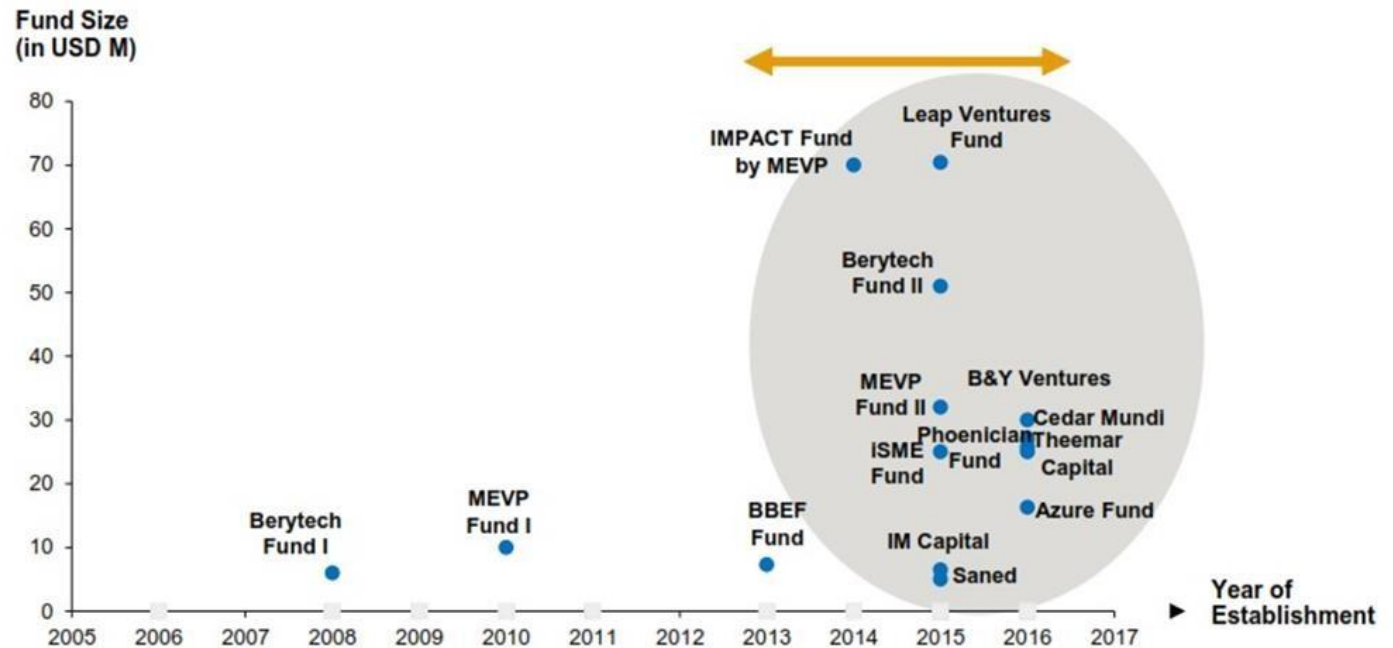 Fund Size
(in USD M)
80
70
60
50
40
30
20
10
0
Leap Ventures
Fund
IMPACT Fund
by MEVP
Berytech
Fund II
MEVP
Fund II
B&Y Ventures
Cedar Mundi
Phoenician
Fund
Theemar
Capital
iSME
Fund
Azure Fund
Berytech
Fund I
MEVP
Fund I
BBEF
Fund
IM Capital
Saned
2005 2006 2007 2008 2009 2010 2011 2012 2013 2014 2015 2016 2017
Year of
Establishment